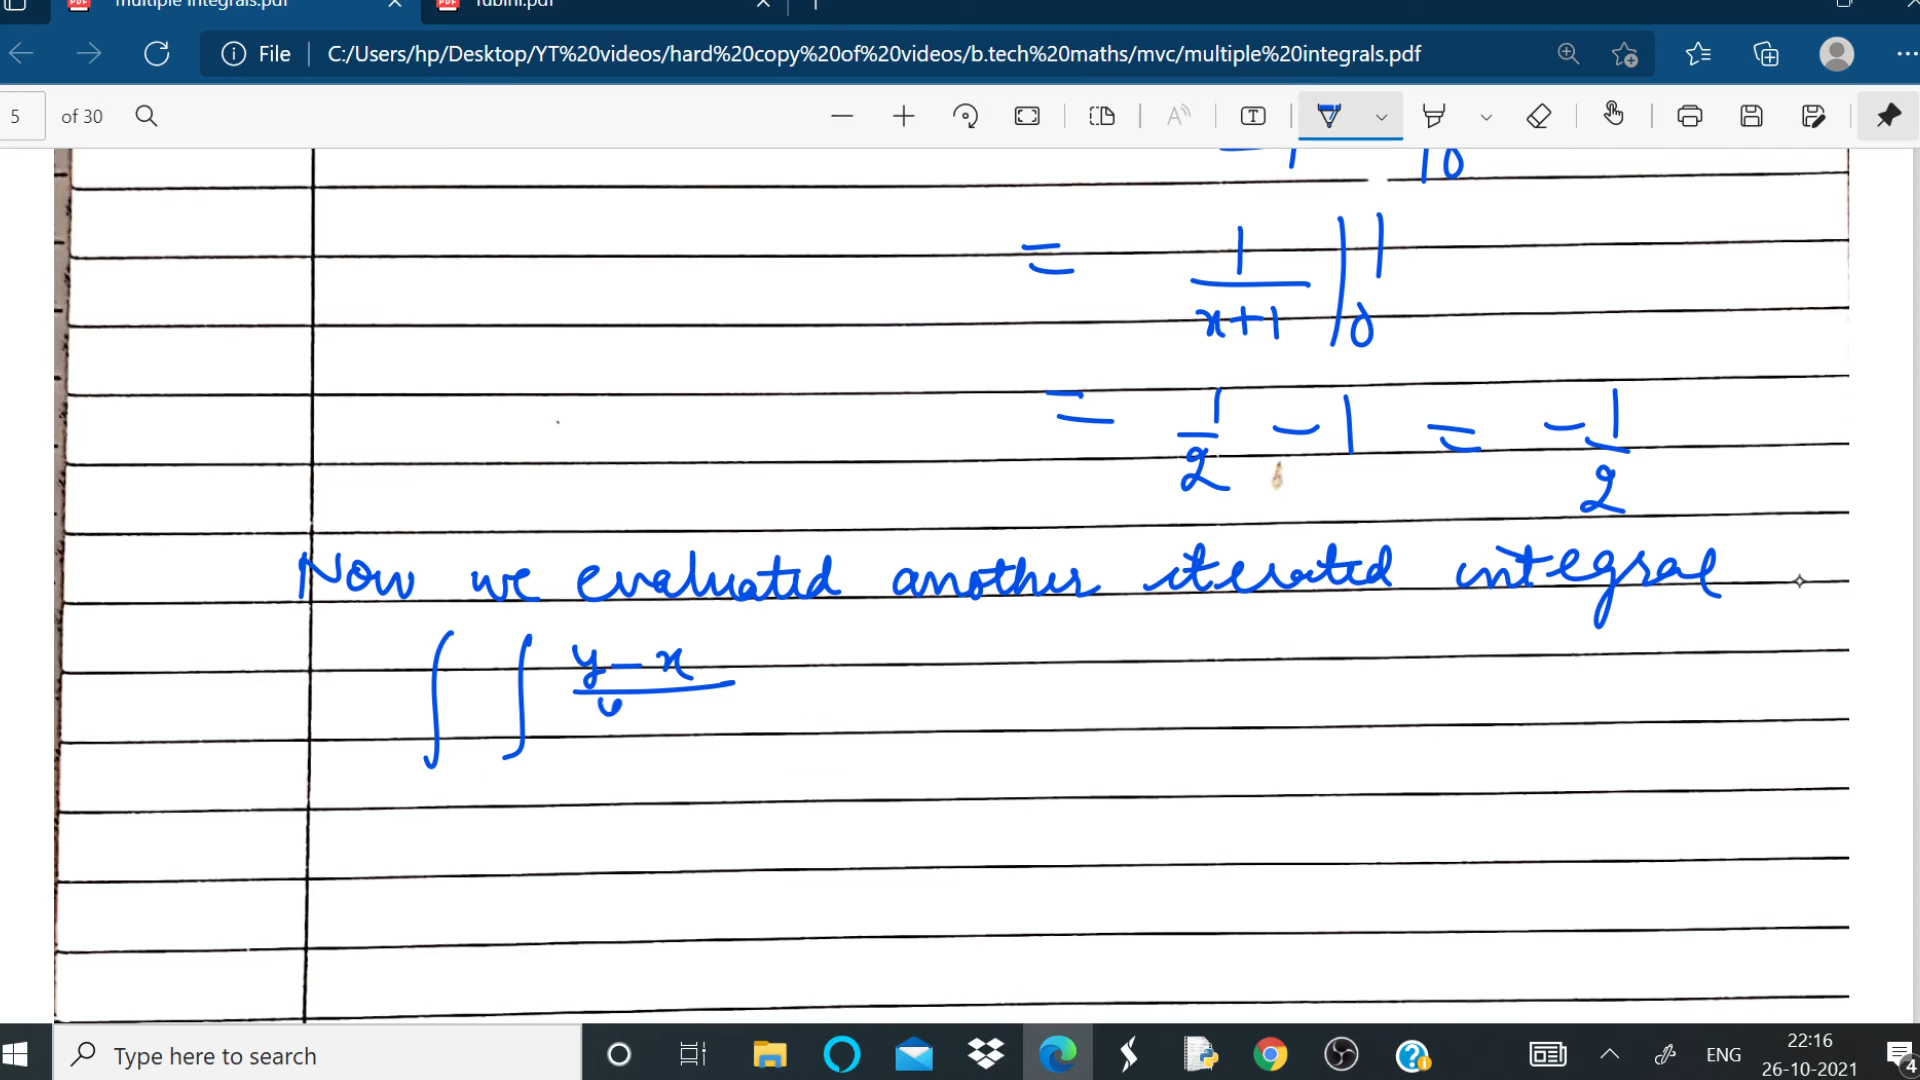 multiple integrals.pdf
fubini.pdf
File
C:/Users/hp/Desktop/YT%20videos/hard%20copy%20of%20videos/b.tech%20maths/mvc/multiple%20integrals.pdf
5 of 30
= 1/(x+1) |₀¹
= 1/2 - 1 = -1/2
Now we evaluated another iterated integral
∫ ∫ y-x
Type here to search
ENG
22:16
26-10-2021
4